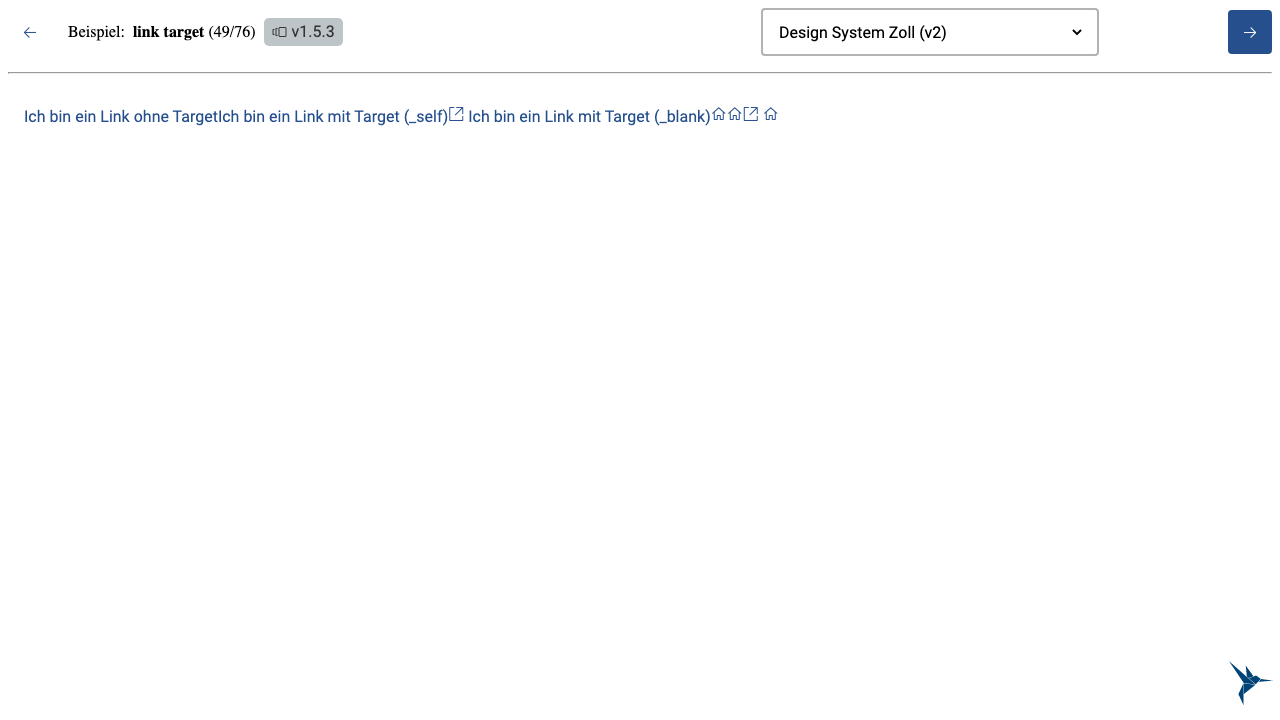 Beispiel: link target (49/76) v1.5.3 Design System Zoll (v2)
Ich bin ein Link ohne TargetIch bin ein Link mit Target (_self) Ich bin ein Link mit Target (_blank)